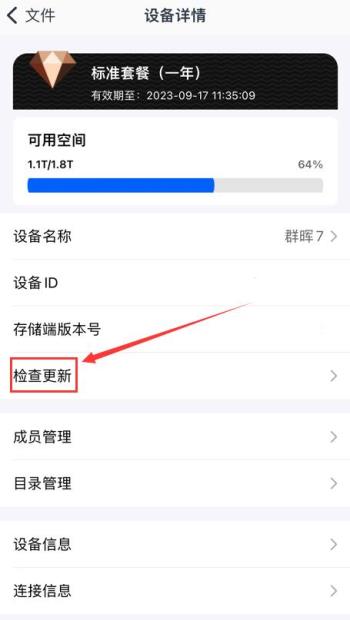 文件
设备详情
标准套餐（一年）
有效期至：2023-09-17 11:35:09
可用空间
1.1T/1.8T
64%
设备名称
群晖7
设备ID
存储端版本号
检查更新
成员管理
目录管理
设备信息
连接信息